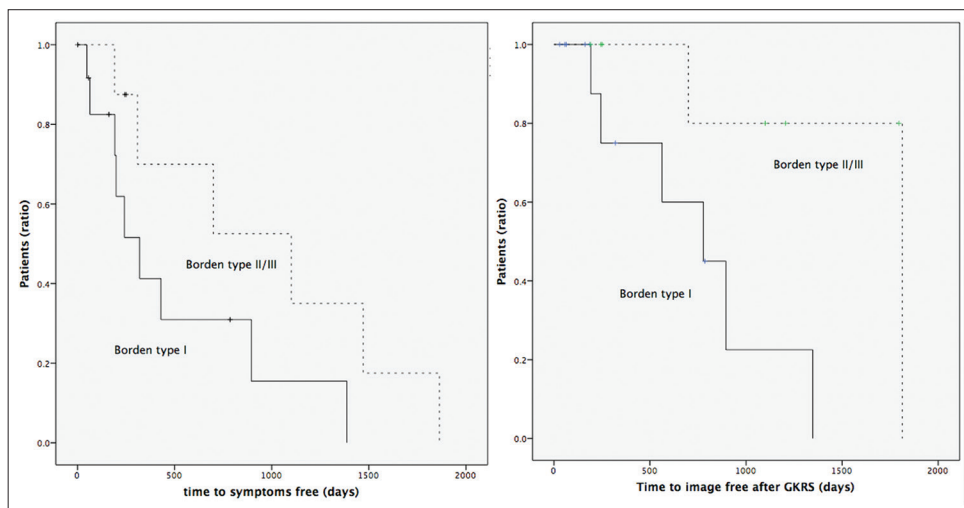 1.0
0.8
0.6
0.4
0.2
0.0
Patients (ratio)
Borden type II/III
Borden type I
0
500
1000
1500
2000
time to symptoms free (days)
1.0
0.8
0.6
0.4
0.2
0.0
Patients (ratio)
Borden type II/III
Borden type I
0
500
1000
1500
2000
Time to image free after GKRS (days)